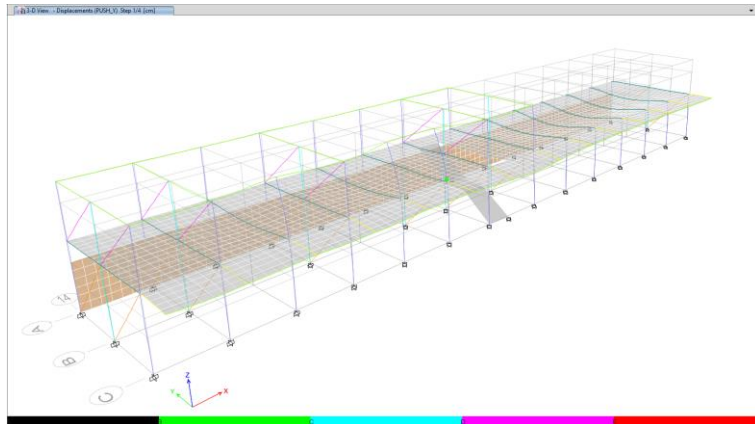 3-D View - Displacements (PUSH_Y) Step 1/4 [cm]
14
A
B
C
Z
Y
X